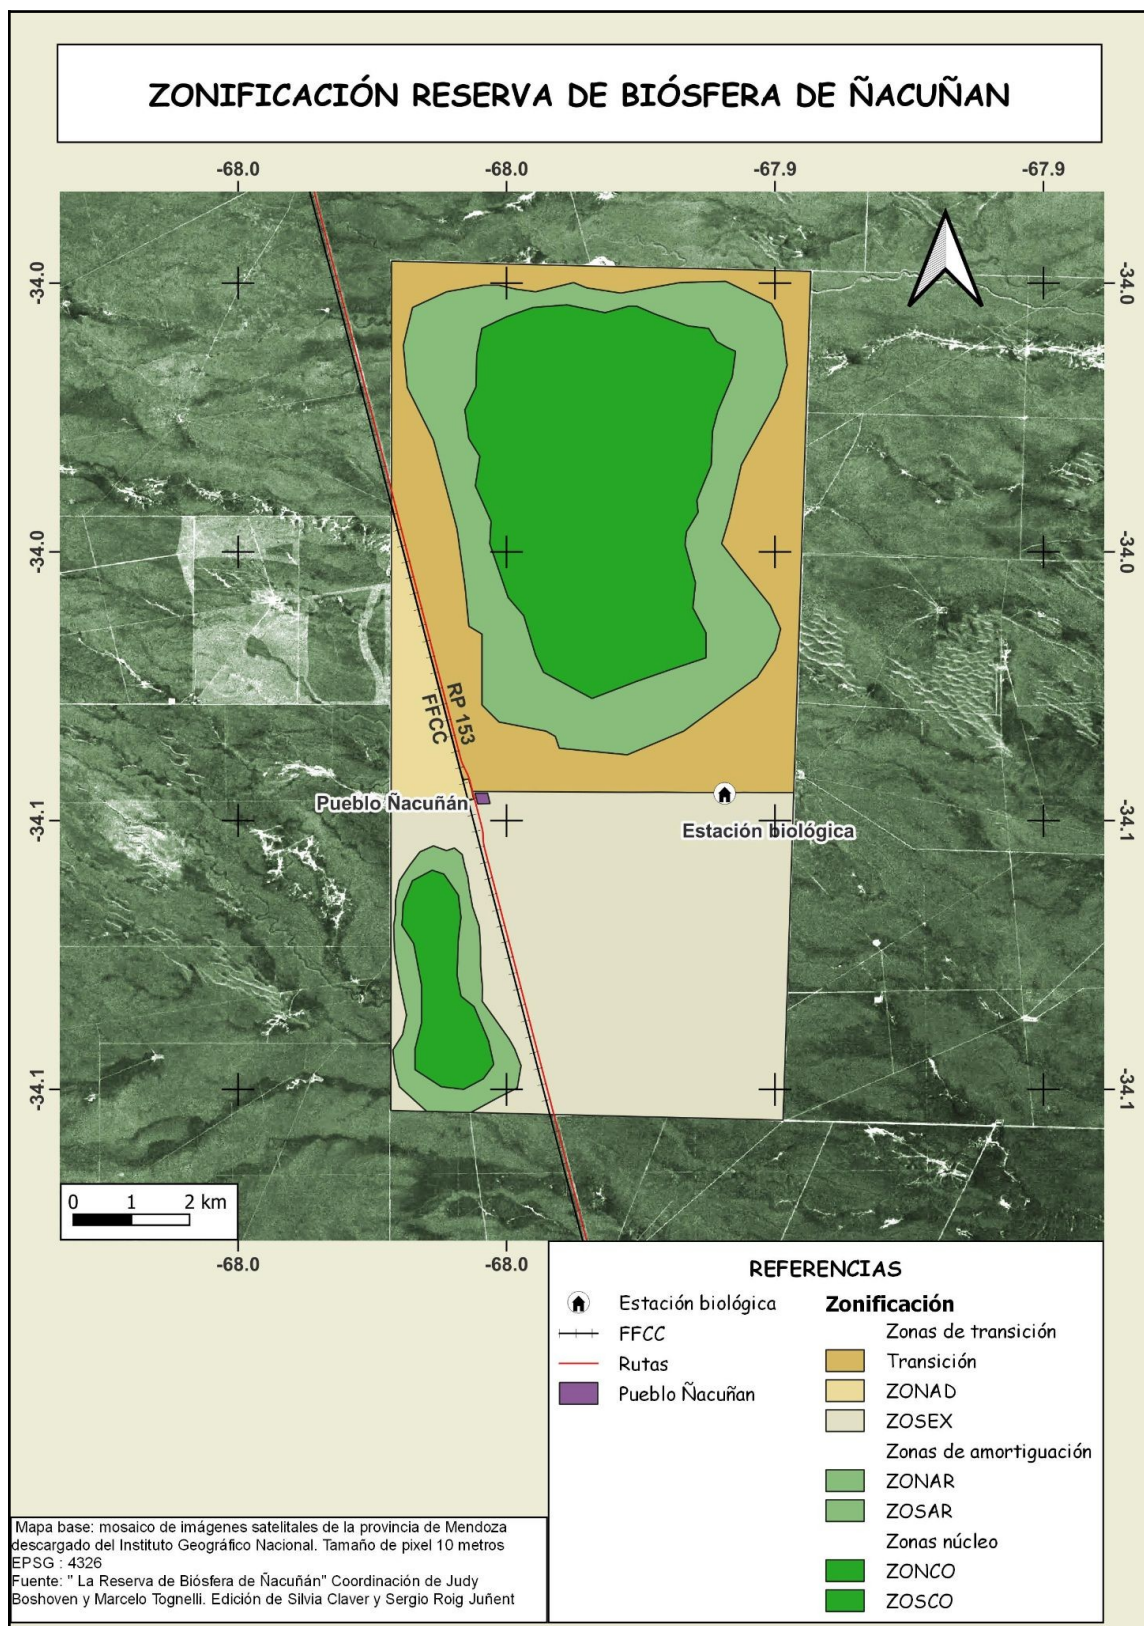 ZONIFICACIÓN RESERVA DE BIÓSFERA DE ÑACUÑAN
-68.0 -68.0 -67.9 -67.9
-34.0 -34.0
-34.0 -34.0
RP 153
FFCC
Pueblo Ñacuñán
Estación biológica
-34.1 -34.1
-34.1 -34.1
0 1 2 km
-68.0 -68.0
REFERENCIAS
Estación biológica
FFCC
Rutas
Pueblo Ñacuñan
Zonificación
Zonas de transición
Transición
ZONAD
ZOSEX
Zonas de amortiguación
ZONAR
ZOSAR
Zonas núcleo
ZONCO
ZOSCO
Mapa base: mosaico de imágenes satelitales de la provincia de Mendoza
descargado del Instituto Geográfico Nacional. Tamaño de pixel 10 metros
EPSG : 4326
Fuente: " La Reserva de Biósfera de Ñacuñán" Coordinación de Judy
Boshoven y Marcelo Tognelli. Edición de Silvia Claver y Sergio Roig Juñent